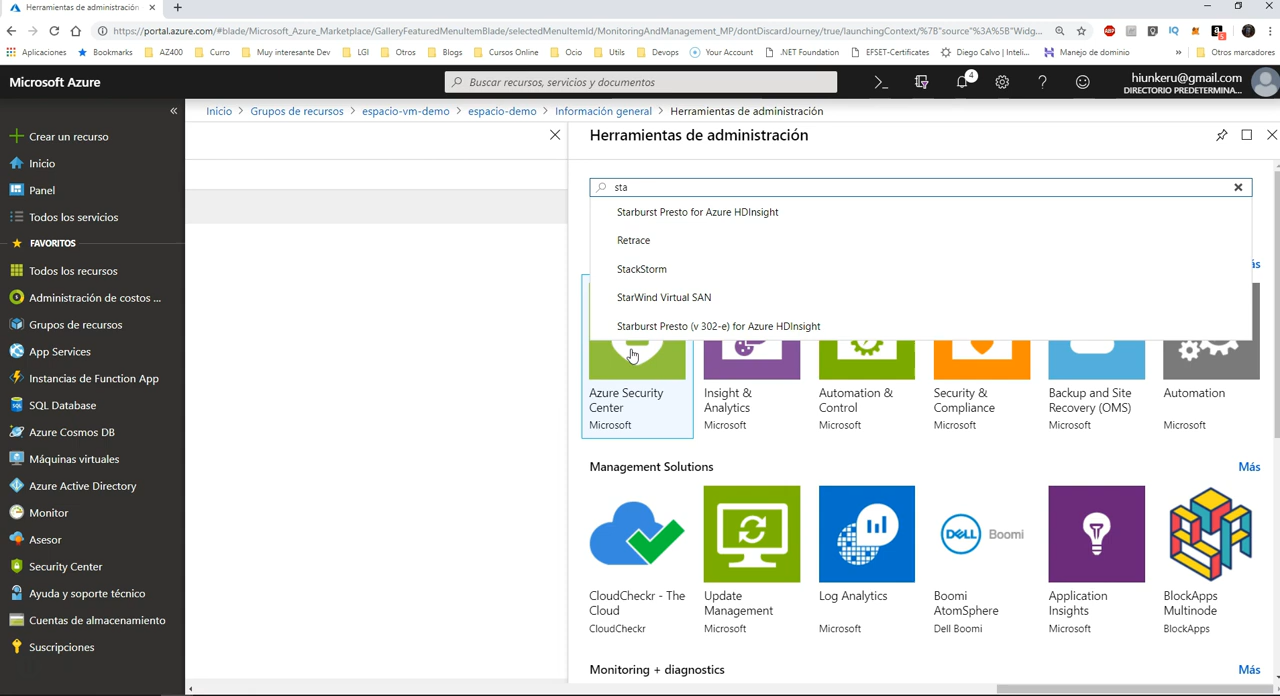 Herramientas de administración
https://portal.azure.com/#blade/Microsoft_Azure_Marketplace/GalleryFeaturedMenuItemBlade/selectedMenuItemId/MonitoringAndManagement_MP/dontDiscardJourney/true/launchingContext/%7B"source"%3A%5B"Widg...
Aplicaciones Bookmarks AZ400 Curro Muy interesante Dev LGI Otros Blogs Cursos Online Ocio Utils Devops Your Account .NET Foundation EFSET-Certificates Diego Calvo | Inteli... Manejo de dominio » Otros marcadores
Microsoft Azure
Buscar recursos, servicios y documentos
4
hiunkeru@gmail.com
DIRECTORIO PREDETERMINA...
Inicio > Grupos de recursos > espacio-vm-demo > espacio-demo > Información general > Herramientas de administración
Crear un recurso
Inicio
Panel
Todos los servicios
FAVORITOS
Todos los recursos
Administración de costos ...
Grupos de recursos
App Services
Instancias de Function App
SQL Database
Azure Cosmos DB
Máquinas virtuales
Azure Active Directory
Monitor
Asesor
Security Center
Ayuda y soporte técnico
Cuentas de almacenamiento
Suscripciones
Herramientas de administración
sta
Starburst Presto for Azure HDInsight
Retrace
StackStorm
StarWind Virtual SAN
Starburst Presto (v 302-e) for Azure HDInsight
Azure Security Center
Microsoft
Insight & Analytics
Microsoft
Automation & Control
Microsoft
Security & Compliance
Microsoft
Backup and Site Recovery (OMS)
Microsoft
Automation
Microsoft
Management Solutions
Más
DELL Boomi
CloudCheckr - The Cloud
CloudCheckr
Update Management
Microsoft
Log Analytics
Microsoft
Boomi AtomSphere
Dell Boomi
Application Insights
Microsoft
BlockApps Multinode
BlockApps
Monitoring + diagnostics
Más